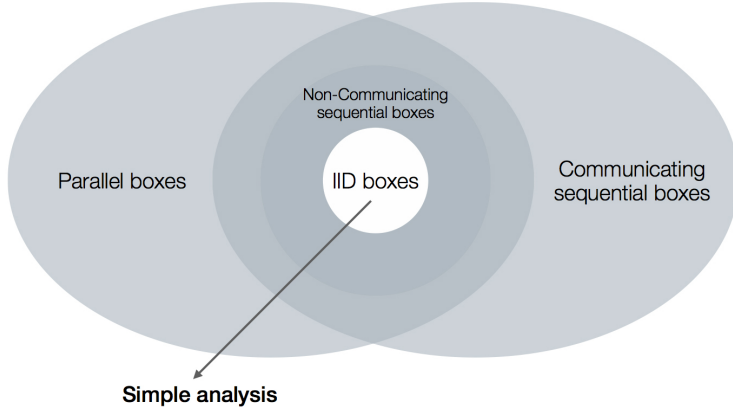 Non-Communicating
sequential boxes
Parallel boxes
IID boxes
Communicating
sequential boxes
Simple analysis